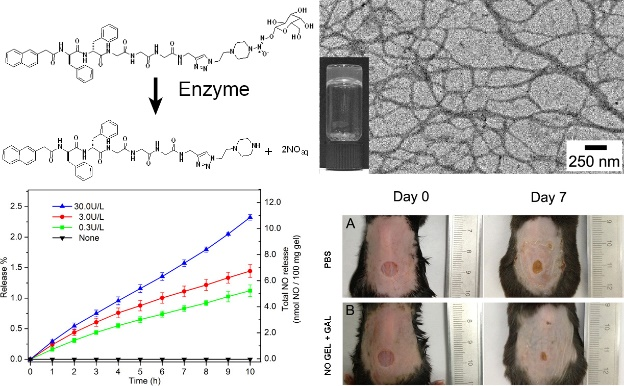 Enzyme
+ 2NOaq
250 nm
30.0U/L
3.0U/L
0.3U/L
None
Release %
2.5
2.0
1.5
1.0
0.5
0.0
0 1 2 3 4 5 6 7 8 9 10
Time (h)
12.0
10.0
8.0
6.0
4.0
2.0
0.0
Total NO release
(nmol NO / 100 mg gel)
Day 0 Day 7
A
PBS
B
NO GEL + GAL